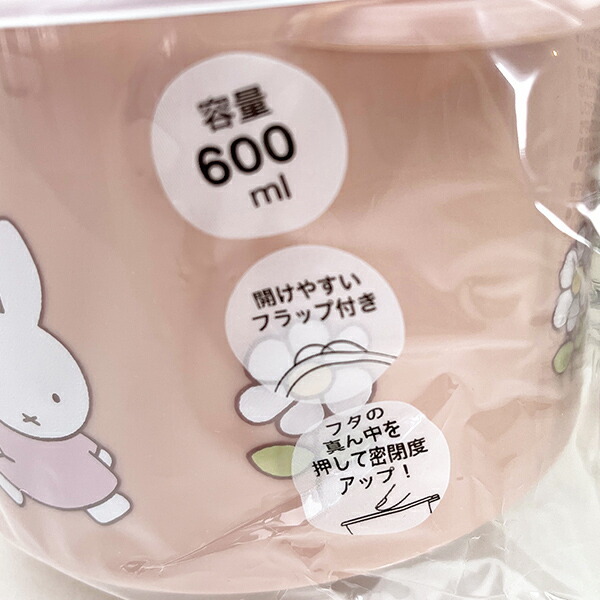 容量
600
ml
開けやすい
フラップ付き
フタの
真ん中を
押して密閉度
アップ！